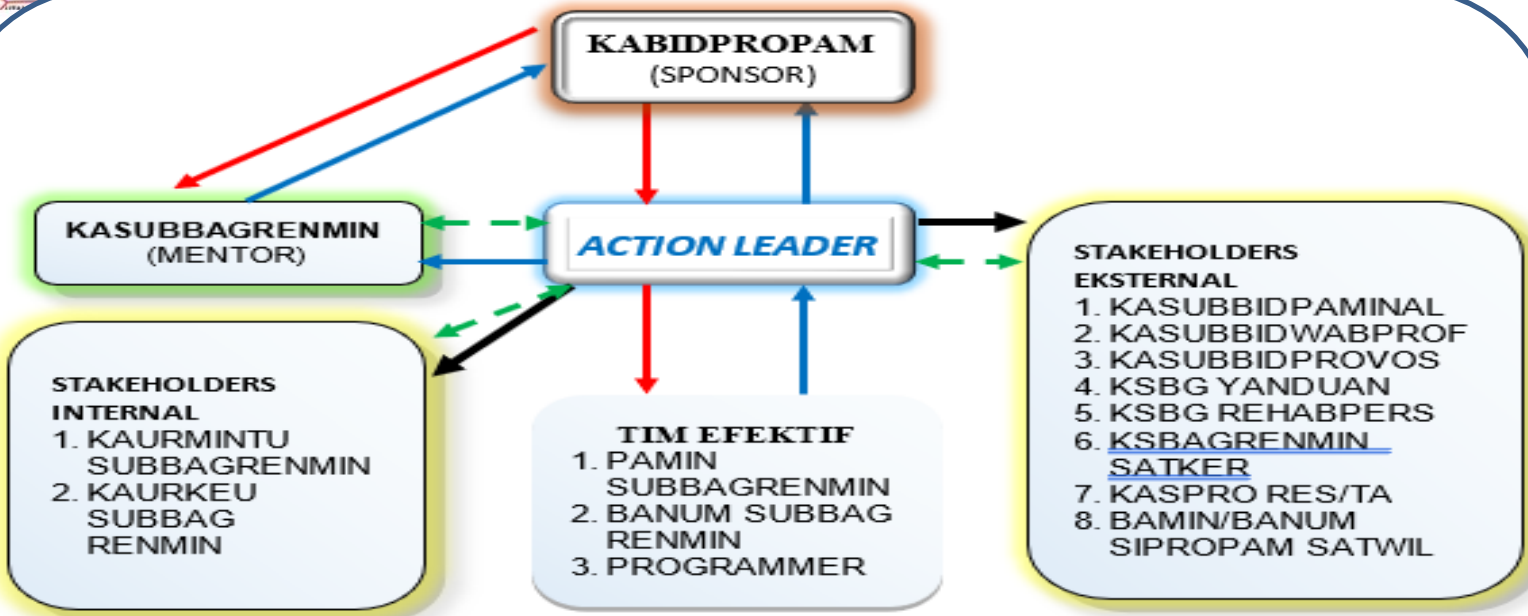 KABIDPROPAM
(SPONSOR)
KASUBBAGRENMIN
(MENTOR)
ACTION LEADER
STAKEHOLDERS
INTERNAL
1. KAURMINTU
SUBBAGRENMIN
2. KAURKEU
SUBBAG
RENMIN
TIM EFEKTIF
1. PAMIN
SUBBAGRENMIN
2. BANUM SUBBAG
RENMIN
3. PROGRAMMER
STAKEHOLDERS
EKSTERNAL
1. KASUBBIDPAMINAL
2. KASUBBIDWABPROF
3. KASUBBIDPROVOS
4. KSBG YANDUAN
5. KSBG REHABPERS
6. KSBAGRENMIN
SATKER
7. KASPRO RES/TA
8. BAMIN/BANUM
SIPROPAM SATWIL